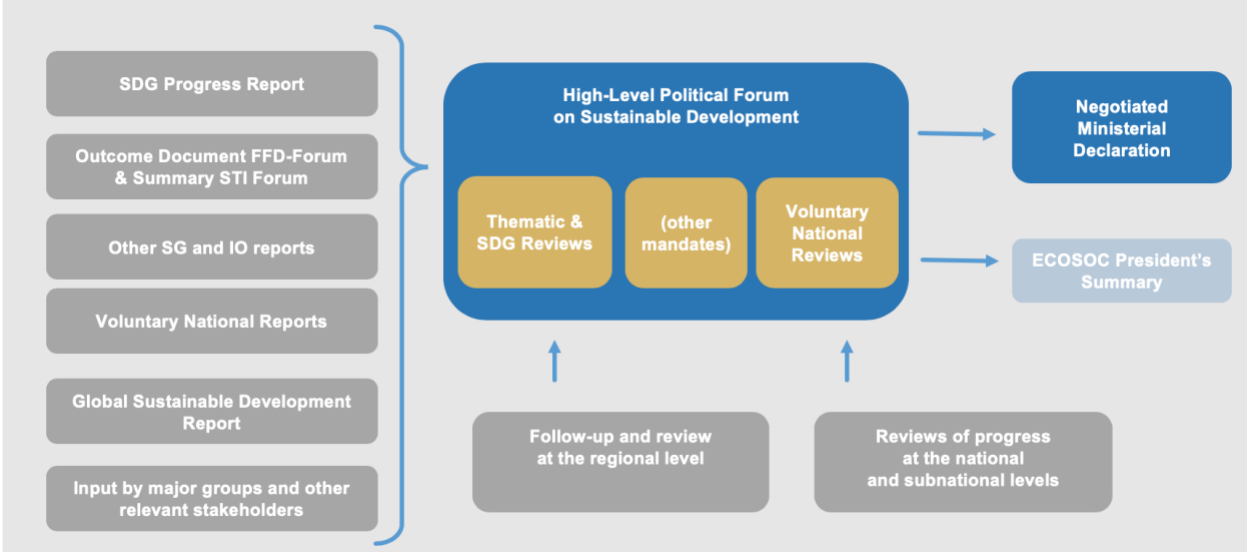 SDG Progress Report
Outcome Document FFD-Forum
& Summary STI Forum
Other SG and IO reports
Voluntary National Reports
Global Sustainable Development
Report
Input by major groups and other
relevant stakeholders
High-Level Political Forum
on Sustainable Development
Thematic &
SDG Reviews
(other
mandates)
Voluntary
National
Reviews
Follow-up and review
at the regional level
Reviews of progress
at the national
and subnational levels
Negotiated
Ministerial
Declaration
ECOSOC President's
Summary